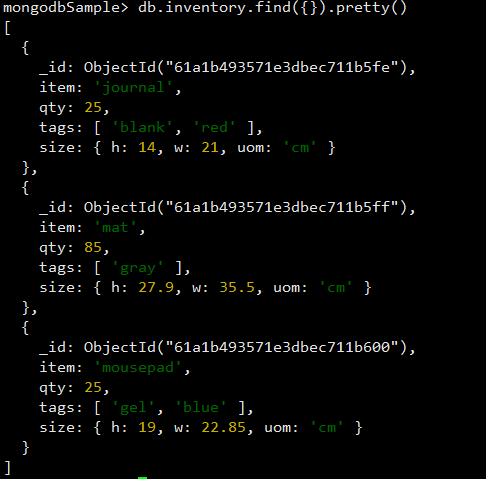 mongodbSample> db.inventory.find({}).pretty()
[
  {
    _id: ObjectId("61a1b493571e3dbec711b5fe"),
    item: 'journal',
    qty: 25,
    tags: [ 'blank', 'red' ],
    size: { h: 14, w: 21, uom: 'cm' }
  },
  {
    _id: ObjectId("61a1b493571e3dbec711b5ff"),
    item: 'mat',
    qty: 85,
    tags: [ 'gray' ],
    size: { h: 27.9, w: 35.5, uom: 'cm' }
  },
  {
    _id: ObjectId("61a1b493571e3dbec711b600"),
    item: 'mousepad',
    qty: 25,
    tags: [ 'gel', 'blue' ],
    size: { h: 19, w: 22.85, uom: 'cm' }
  }
]